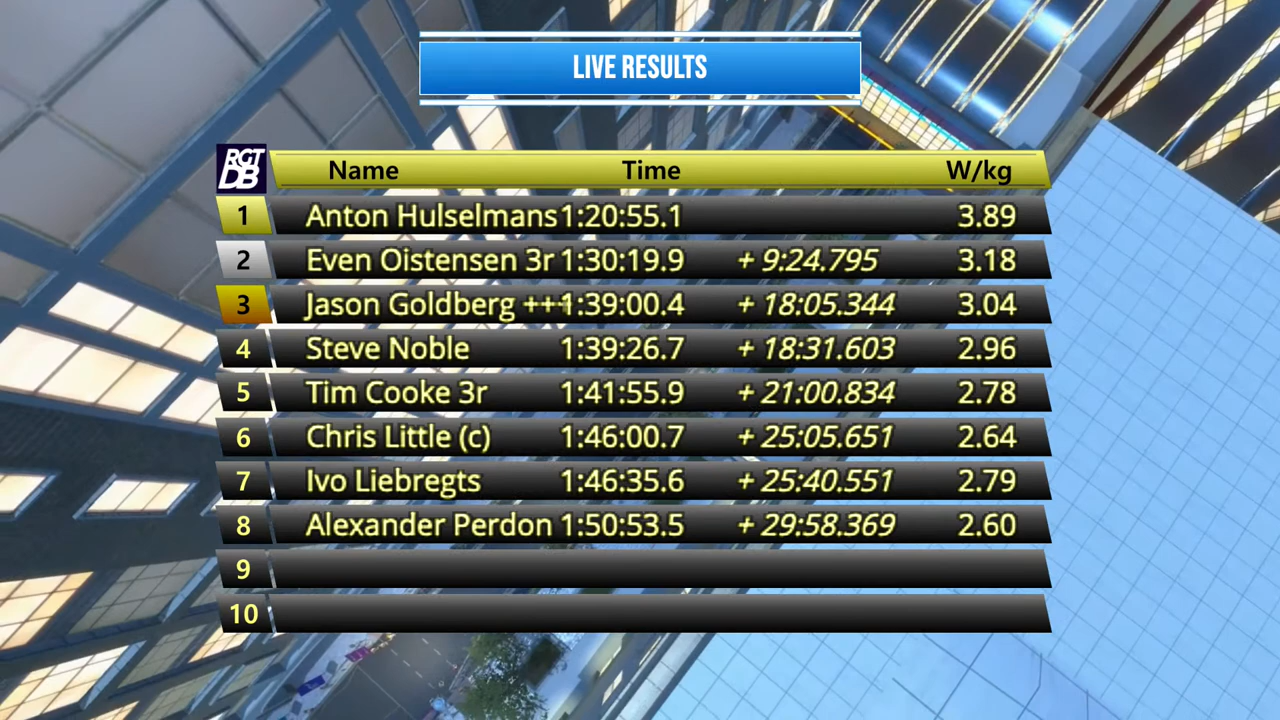 LIVE RESULTS
RGT
DB
Name Time W/kg
1 Anton Hulselmans 1:20:55.1 3.89
2 Even Oistensen 3r 1:30:19.9 + 9:24.795 3.18
3 Jason Goldberg +++1:39:00.4 + 18:05.344 3.04
4 Steve Noble 1:39:26.7 + 18:31.603 2.96
5 Tim Cooke 3r 1:41:55.9 + 21:00.834 2.78
6 Chris Little (c) 1:46:00.7 + 25:05.651 2.64
7 Ivo Liebregts 1:46:35.6 + 25:40.551 2.79
8 Alexander Perdon 1:50:53.5 + 29:58.369 2.60
9
10